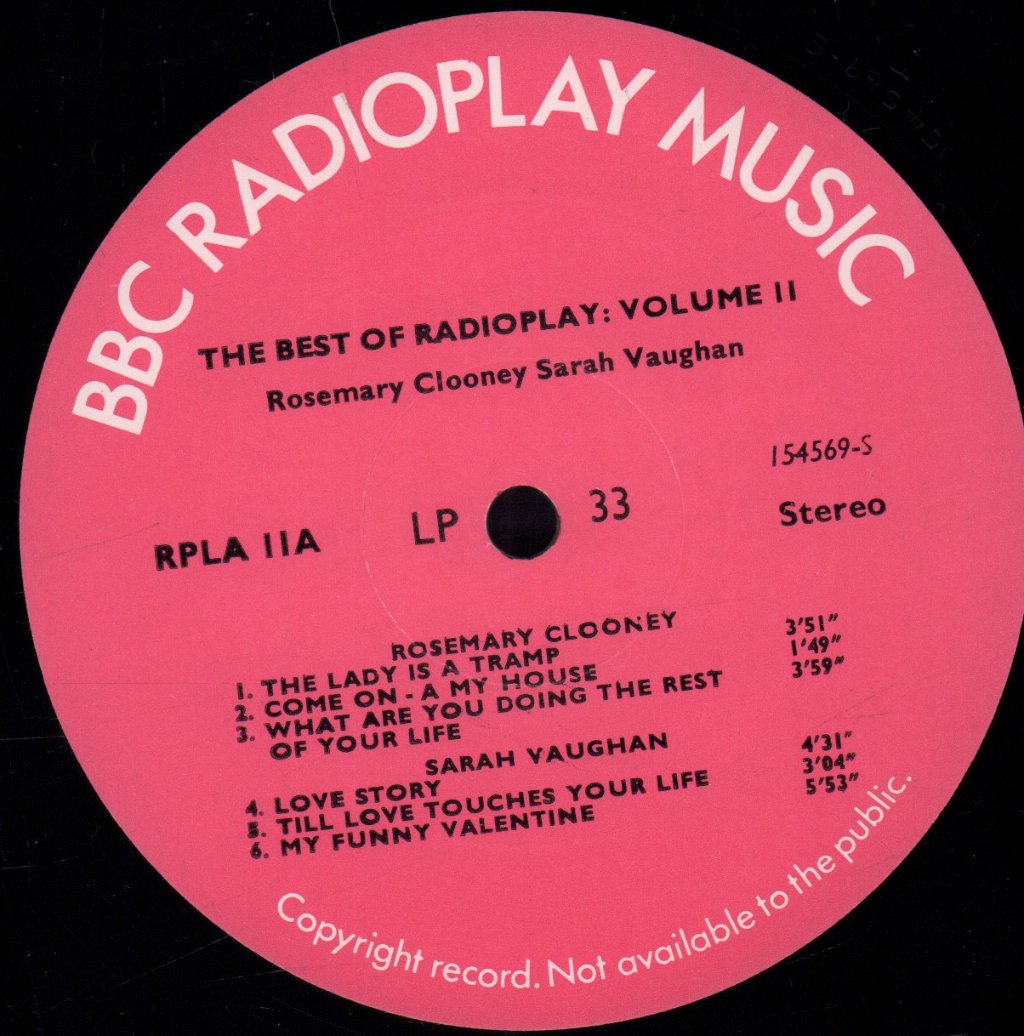 BBC RADIOPLAY MUSIC
THE BEST OF RADIOPLAY: VOLUME 11
Rosemary Clooney Sarah Vaughan
154569-S
RPLA 11A LP 33 Stereo
ROSEMARY CLOONEY
1. THE LADY IS A TRAMP 3'51"
2. COME ON - A MY HOUSE 1'49"
3. WHAT ARE YOU DOING THE REST 3'59"
OF YOUR LIFE
SARAH VAUGHAN
4. LOVE STORY 4'31"
5. TILL LOVE TOUCHES YOUR LIFE 3'04"
6. MY FUNNY VALENTINE 5'53"
Copyright record. Not available to the public.